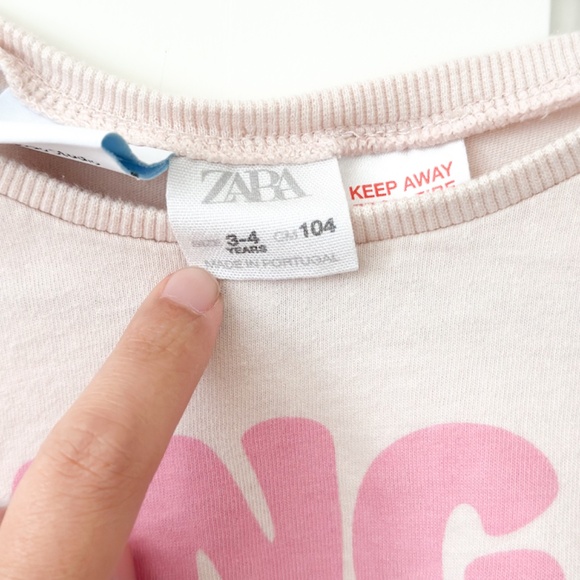 ZARA
SIZE 3-4 YEARS CM 104
MADE IN PORTUGAL
KEEP AWAY
NG